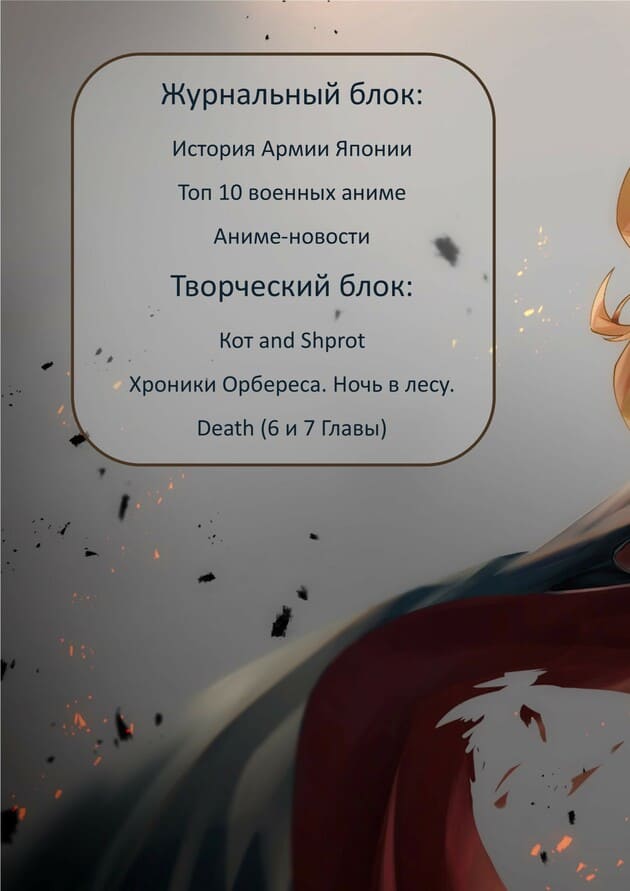 Журнальный блок:
История Армии Японии
Топ 10 военных аниме
Аниме-новости
Творческий блок:
Кот and Shprot
Хроники Орбереса. Ночь в лесу.
Death (6 и 7 Главы)